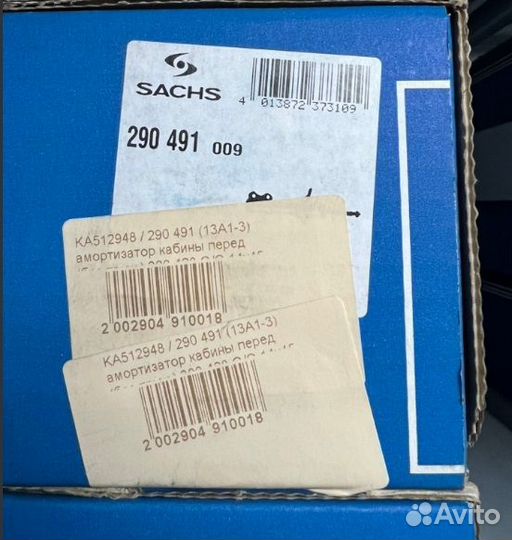 SACHS
4 013872 373109
290 491 009
KA512948 / 290 491 (13A1-3)
амортизатор кабины перед
2 002904 910018
KA512948 / 290 491 (13A1-3)
амортизатор кабины перед
2 002904 910018
Avito